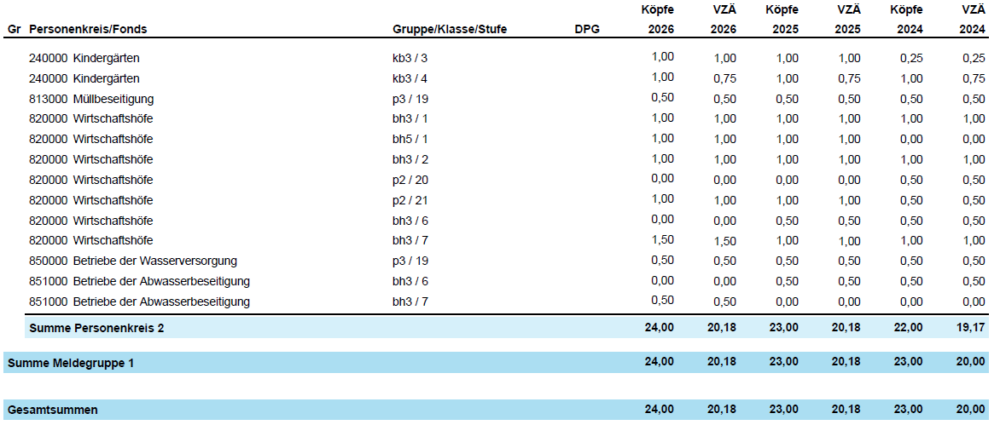 Köpfe VZÄ Köpfe VZÄ Köpfe VZÄ
Gr Personenkreis/Fonds Gruppe/Klasse/Stufe DPG 2026 2026 2025 2025 2024 2024
240000 Kindergärten kb3 / 3 1,00 1,00 1,00 1,00 0,25 0,25
240000 Kindergärten kb3 / 4 1,00 0,75 1,00 0,75 1,00 0,75
813000 Müllbeseitigung p3 / 19 0,50 0,50 0,50 0,50 0,50 0,50
820000 Wirtschaftshöfe bh3 / 1 1,00 1,00 1,00 1,00 1,00 1,00
820000 Wirtschaftshöfe bh5 / 1 1,00 1,00 1,00 1,00 0,00 0,00
820000 Wirtschaftshöfe bh3 / 2 1,00 1,00 1,00 1,00 1,00 1,00
820000 Wirtschaftshöfe p2 / 20 0,00 0,00 0,00 0,00 0,50 0,50
820000 Wirtschaftshöfe p2 / 21 1,00 1,00 1,00 1,00 0,50 0,50
820000 Wirtschaftshöfe bh3 / 6 0,00 0,00 0,50 0,50 0,50 0,50
820000 Wirtschaftshöfe bh3 / 7 1,50 1,50 1,00 1,00 1,00 1,00
850000 Betriebe der Wasserversorgung p3 / 19 0,50 0,50 0,50 0,50 0,50 0,50
851000 Betriebe der Abwasserbeseitigung bh3 / 6 0,00 0,00 0,50 0,50 0,50 0,50
851000 Betriebe der Abwasserbeseitigung bh3 / 7 0,50 0,50 0,00 0,00 0,00 0,00
Summe Personenkreis 2 24,00 20,18 23,00 20,18 22,00 19,17
Summe Meldegruppe 1 24,00 20,18 23,00 20,18 23,00 20,00
Gesamtsummen 24,00 20,18 23,00 20,18 23,00 20,00